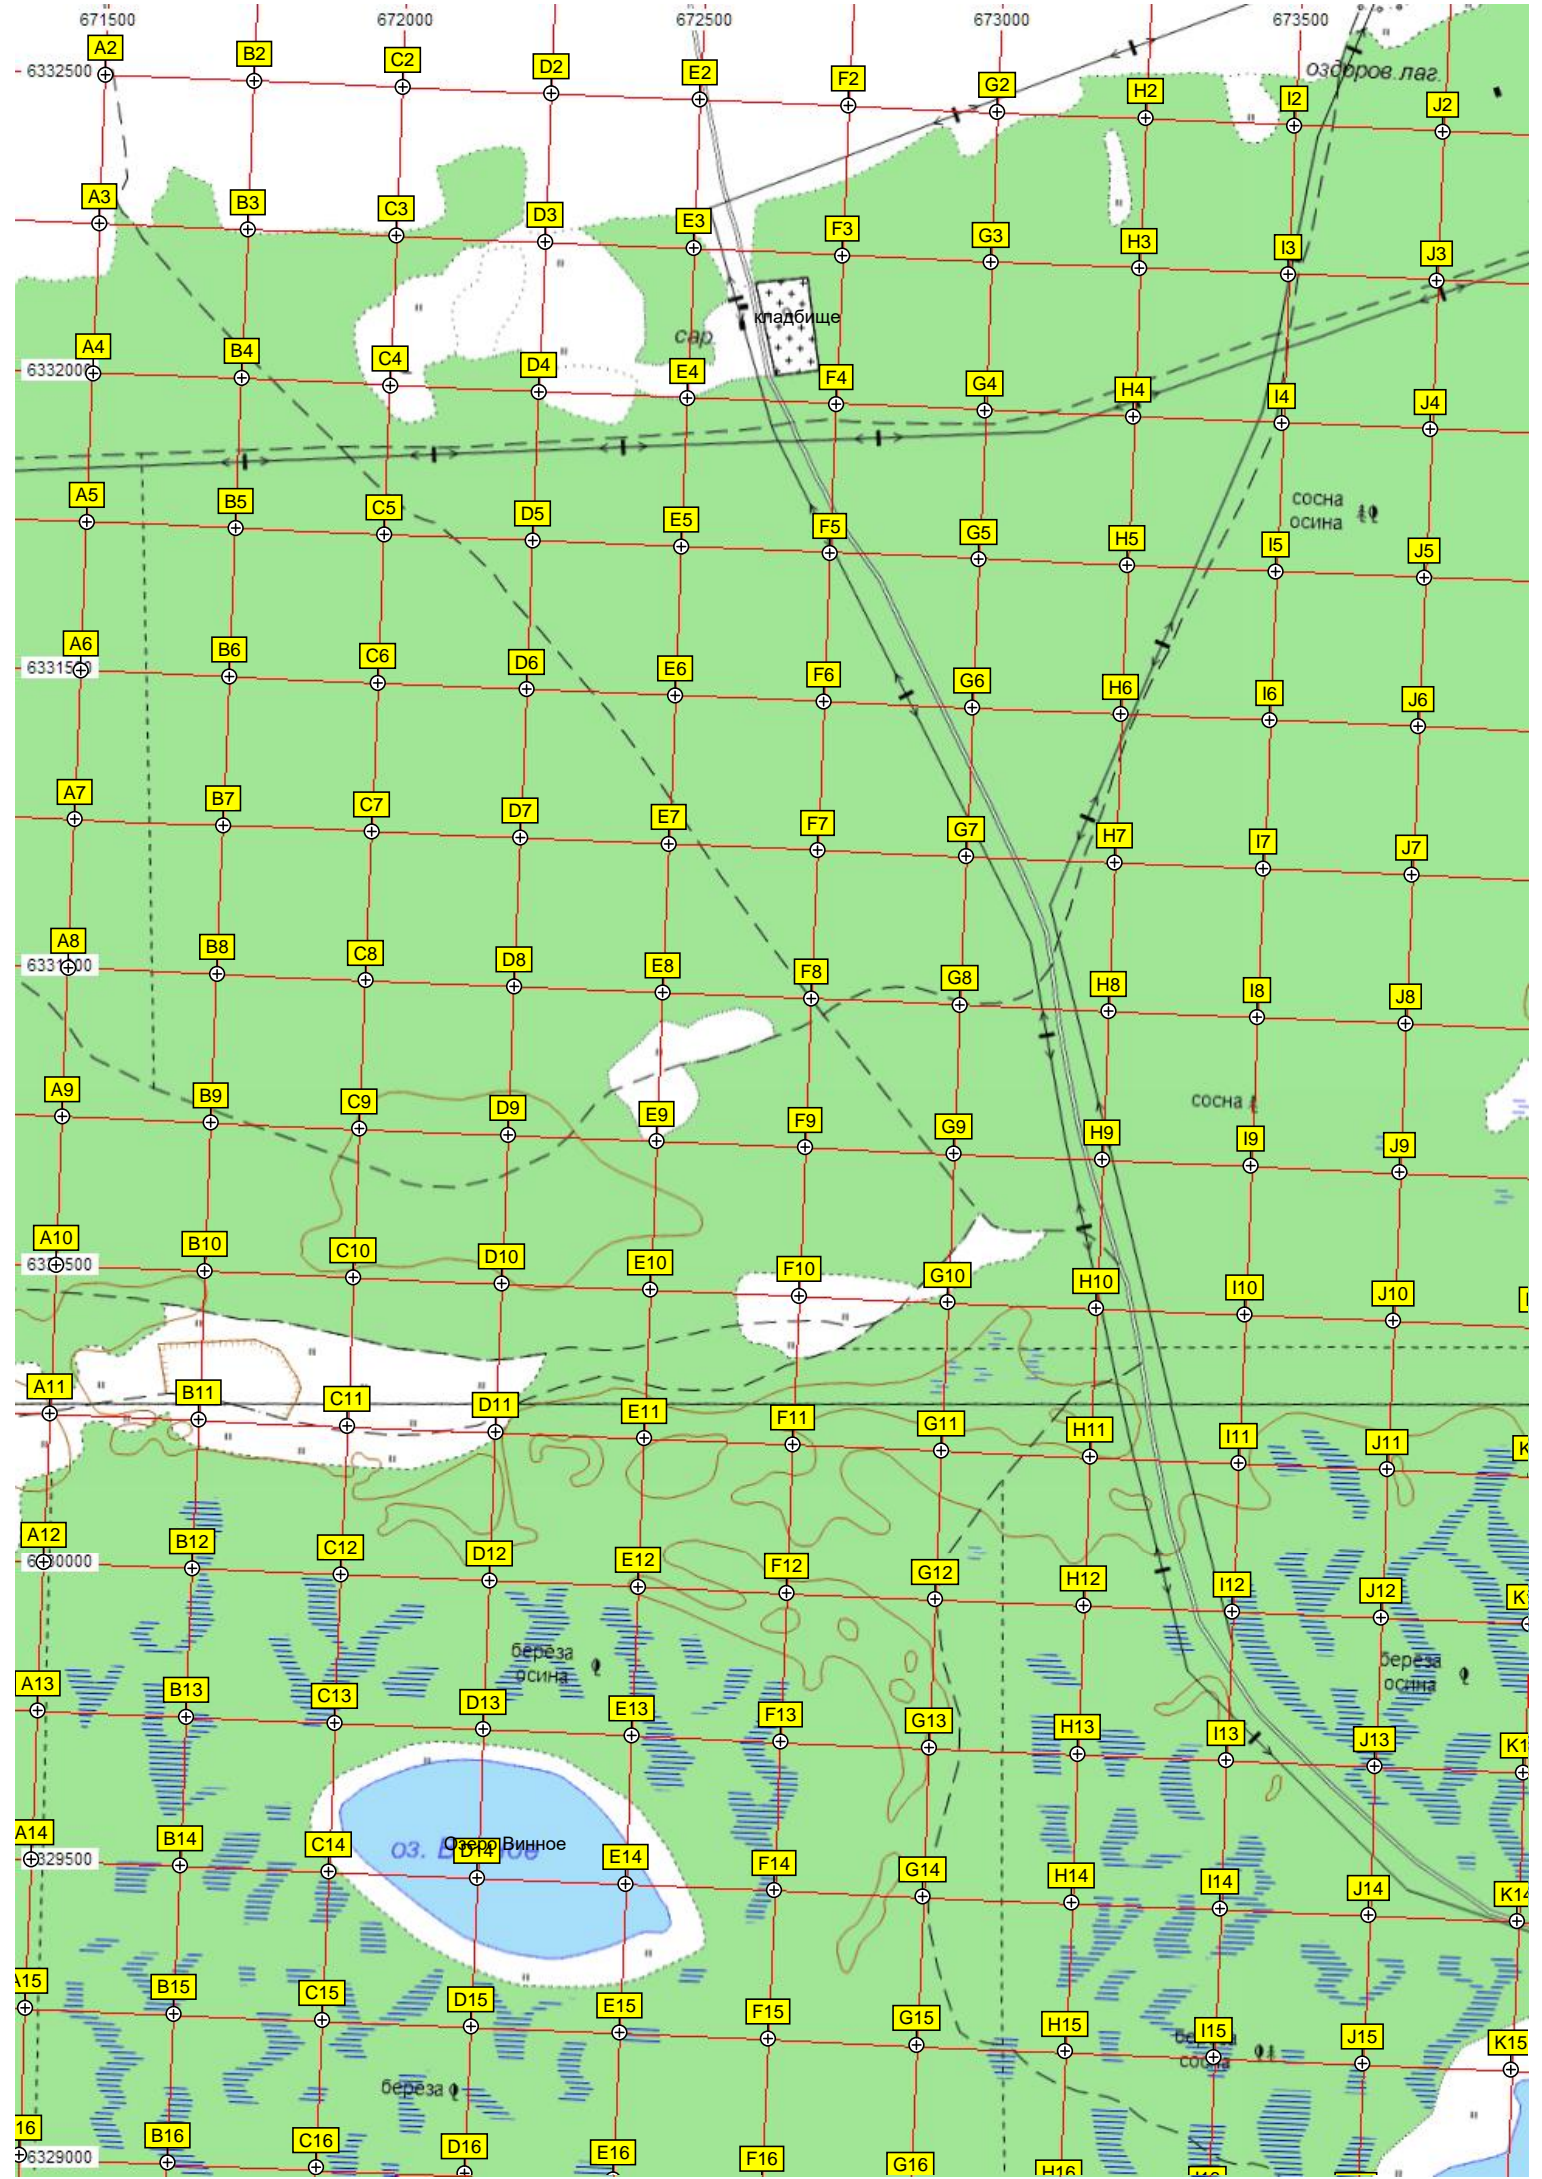 671500 672000 672500 673000 673500
A2 B2 C2 D2 E2 F2 G2 H2 I2 J2
6332500
оздоров. лаг.
A3 B3 C3 D3 E3 F3 G3 H3 I3 J3
кладбище
сар.
A4 B4 C4 D4 E4 F4 G4 H4 I4 J4
6332000
сосна
осина
A5 B5 C5 D5 E5 F5 G5 H5 I5 J5
A6 B6 C6 D6 E6 F6 G6 H6 I6 J6
A7 B7 C7 D7 E7 F7 G7 H7 I7 J7
A8 B8 C8 D8 E8 F8 G8 H8 I8 J8
сосна
A9 B9 C9 D9 E9 F9 G9 H9 I9 J9
A10 B10 C10 D10 E10 F10 G10 H10 I10 J10
A11 B11 C11 D11 E11 F11 G11 H11 I11 J11
A12 B12 C12 D12 E12 F12 G12 H12 I12 J12
берёза
осина
берёза
осина
A13 B13 C13 D13 E13 F13 G13 H13 I13 J13
A14 B14 C14 D14 E14 F14 G14 H14 I14 J14 K14
оз.
Озеро Винное
A15 B15 C15 D15 E15 F15 G15 H15 I15 J15 K15
берёза
B16 C16 D16 E16 F16 G16 H16
6329000